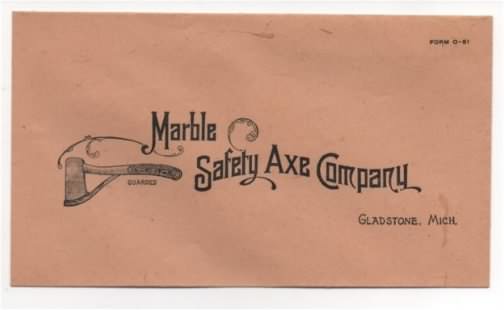 FORM O-61
Marble
Safety Axe Company
GUARDED
GLADSTONE, MICH.